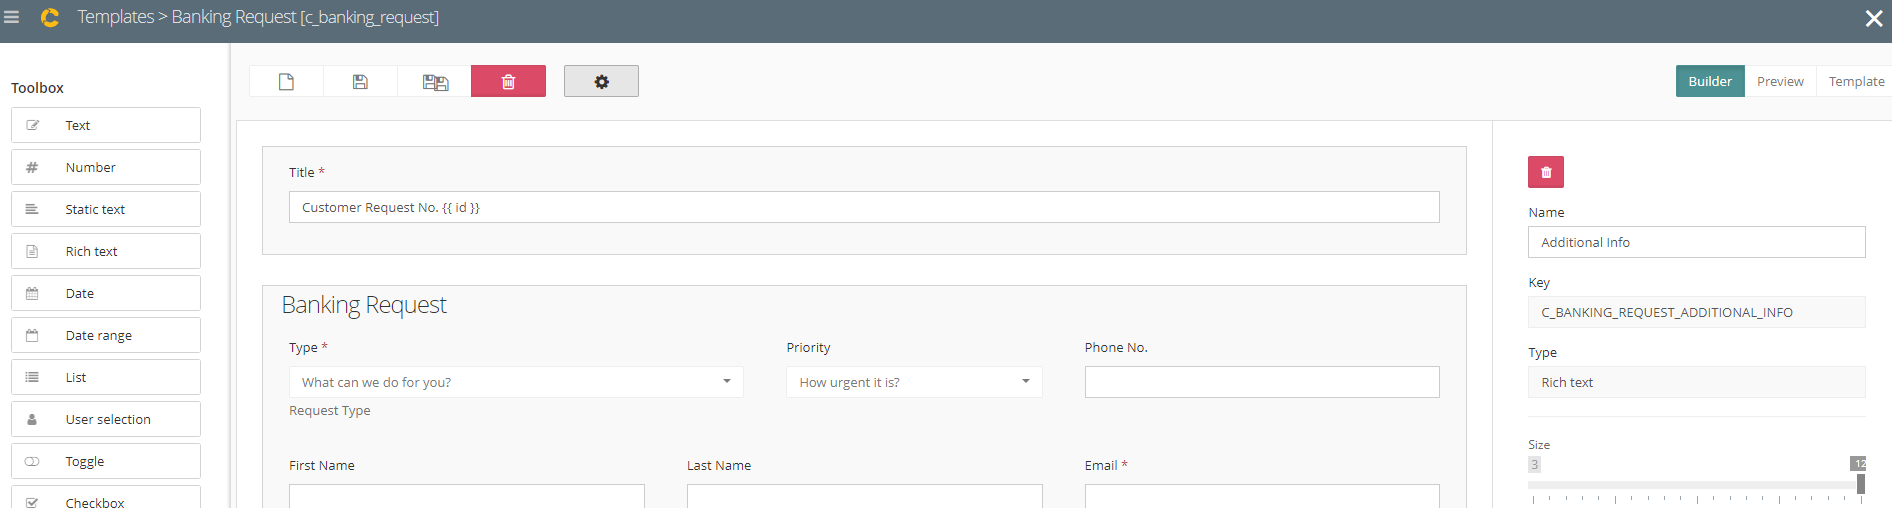 Templates > Banking Request [c_banking_request]
Toolbox
Text
Number
Static text
Rich text
Date
Date range
List
User selection
Toggle
Checkbox
Builder
Preview
Template
Title *
Customer Request No. {{ id }}
Banking Request
Type *
Priority
Phone No.
What can we do for you?
How urgent it is?
Request Type
First Name
Last Name
Email *
Name
Additional Info
Key
C_BANKING_REQUEST_ADDITIONAL_INFO
Type
Rich text
Size
3
12